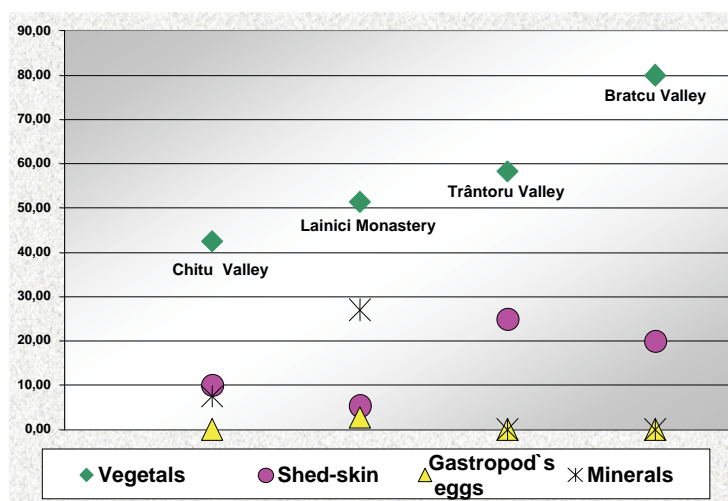 90,00
80,00
Bratcu Valley
70,00
60,00
Trântoru Valley
50,00
Lainici Monastery
40,00
Chitu Valley
30,00
20,00
10,00
0,00
Vegetals
Shed-skin
Gastropod`s
eggs
Minerals